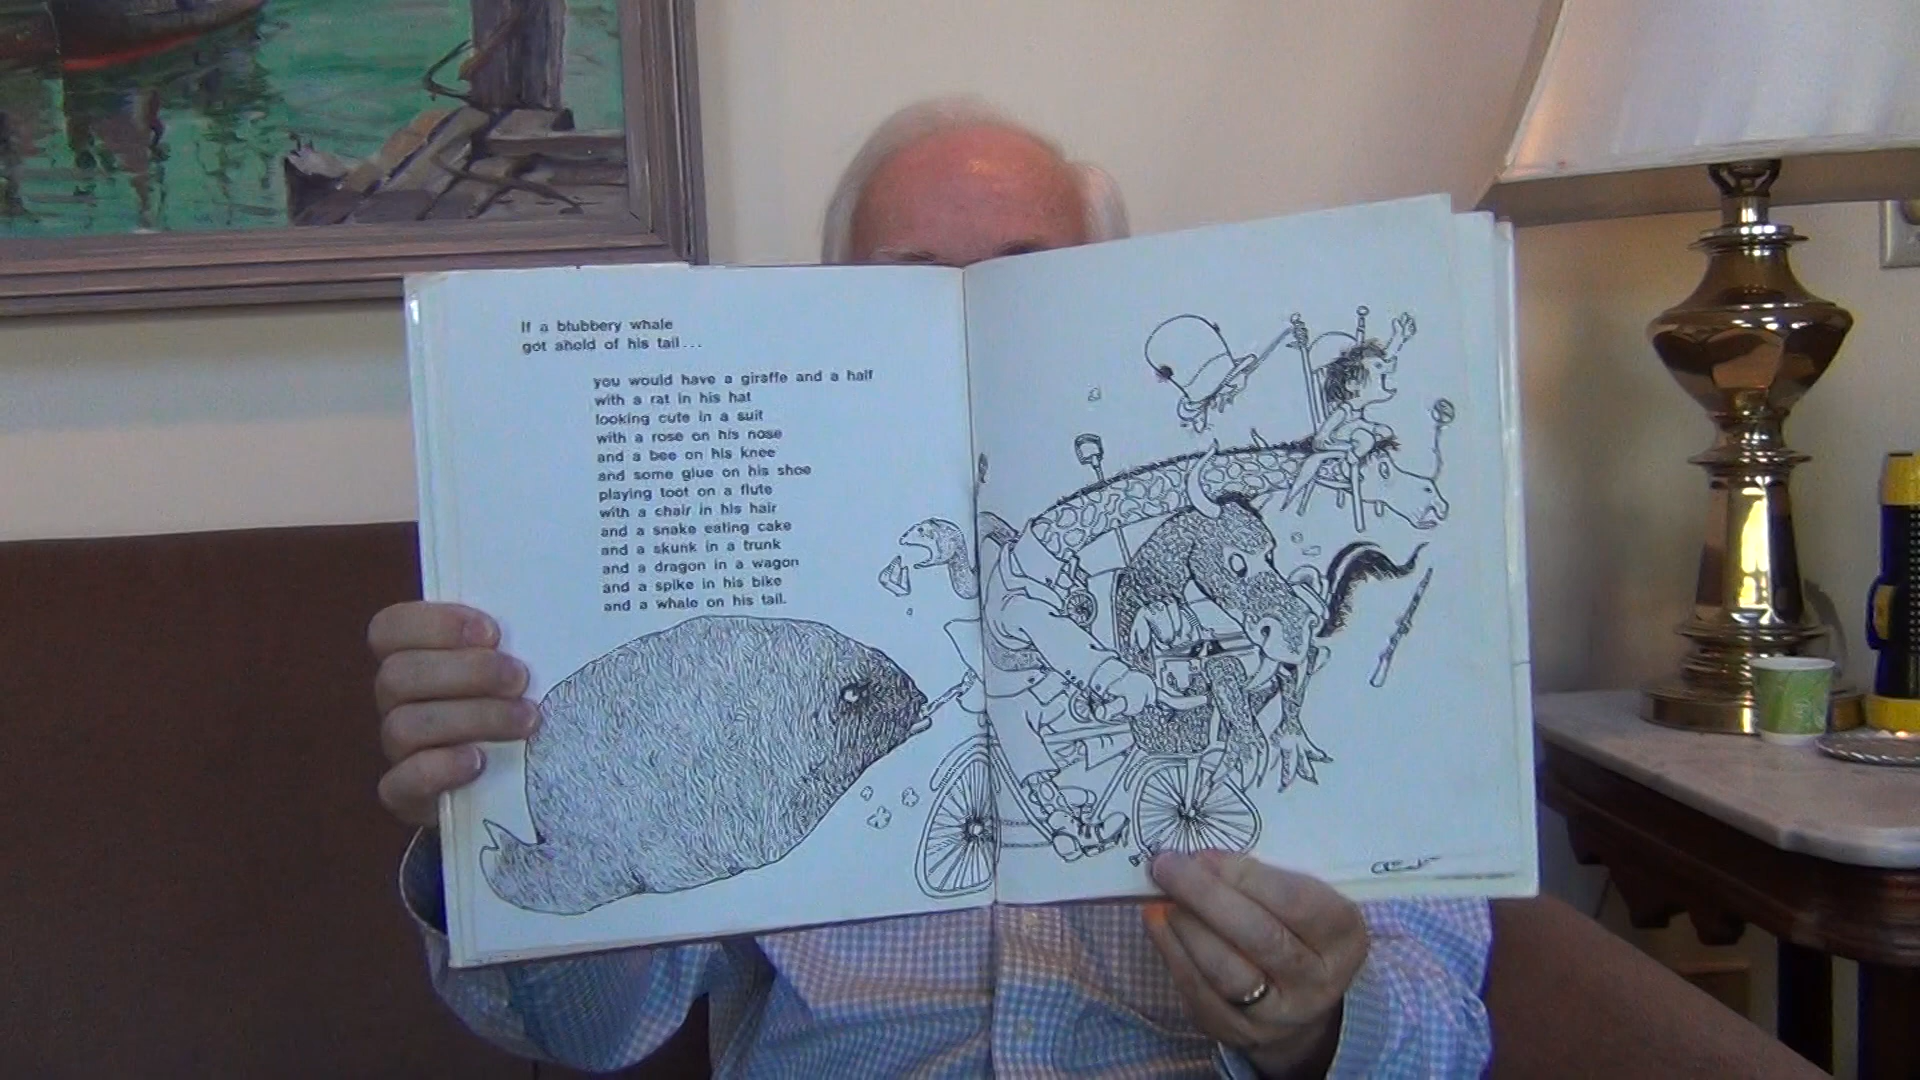 If a blubbery whale
got ahold of his tail...
you would have a giraffe and a half
with a rat in his hat
looking cute in a suit
with a rose on his nose
and a bee on his knee
and some glue on his shoe
playing toot on a flute
with a chair in his hair
and a snake eating cake
and a skunk in a trunk
and a dragon in a wagon
and a spike in his bike
and a whale on his tail.